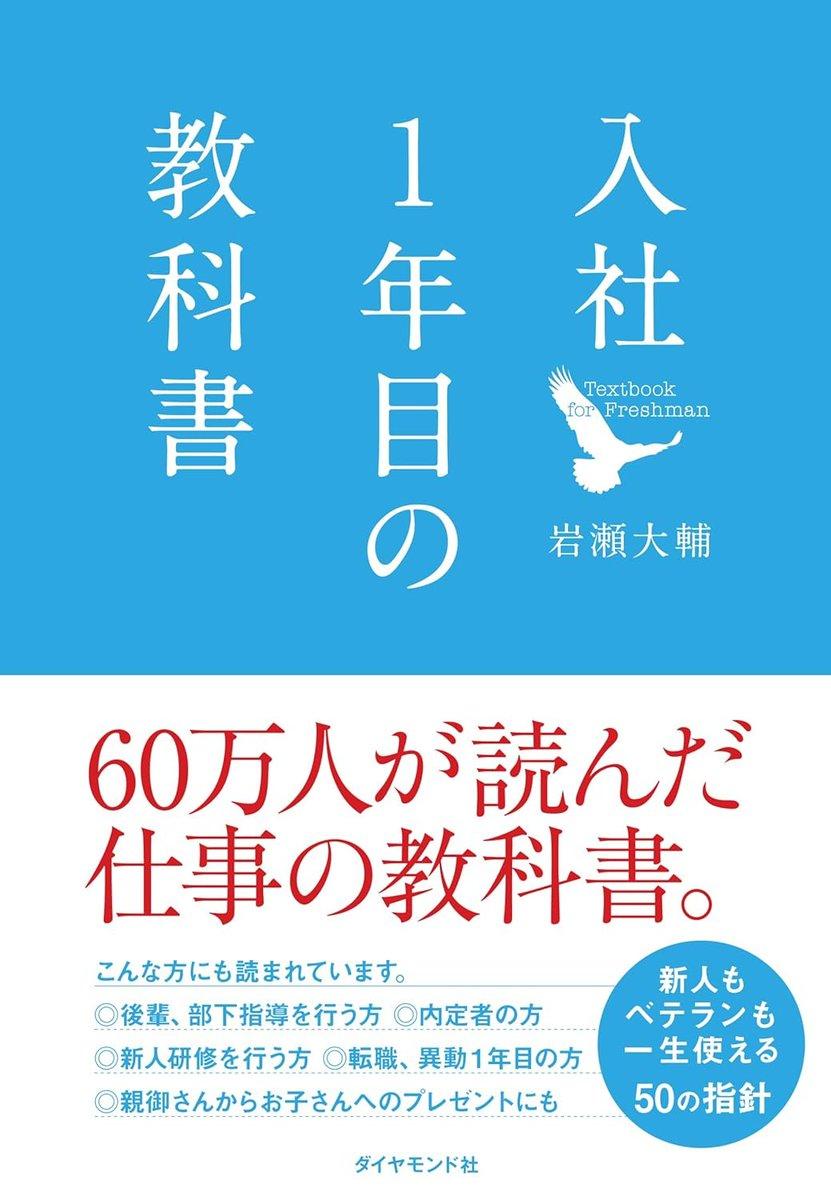 入社
1年目の
教科書
Textbook
for Freshman
岩瀬大輔
60万人が読んだ
仕事の教科書。
こんな方にも読まれています。
◎後輩、部下指導を行う方 ◎内定者の方
◎新人研修を行う方 ◎転職、異動1年目の方
◎親御さんからお子さんへのプレゼントにも
新人も
ベテランも
一生使える
50の指針
ダイヤモンド社